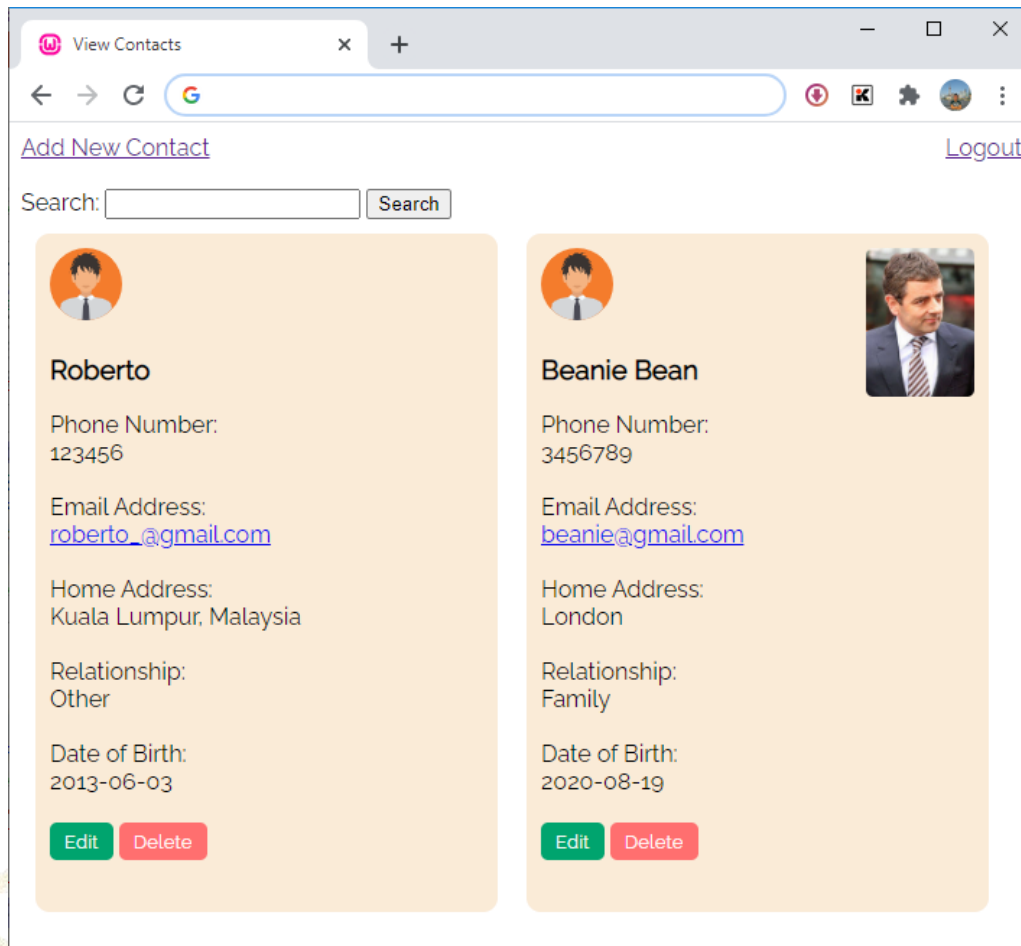 View Contacts
Add New Contact
Logout
Search:
Search
Roberto
Phone Number:
123456
Email Address:
roberto_@gmail.com
Home Address:
Kuala Lumpur, Malaysia
Relationship:
Other
Date of Birth:
2013-06-03
Edit
Delete
Beanie Bean
Phone Number:
3456789
Email Address:
beanie@gmail.com
Home Address:
London
Relationship:
Family
Date of Birth:
2020-08-19
Edit
Delete